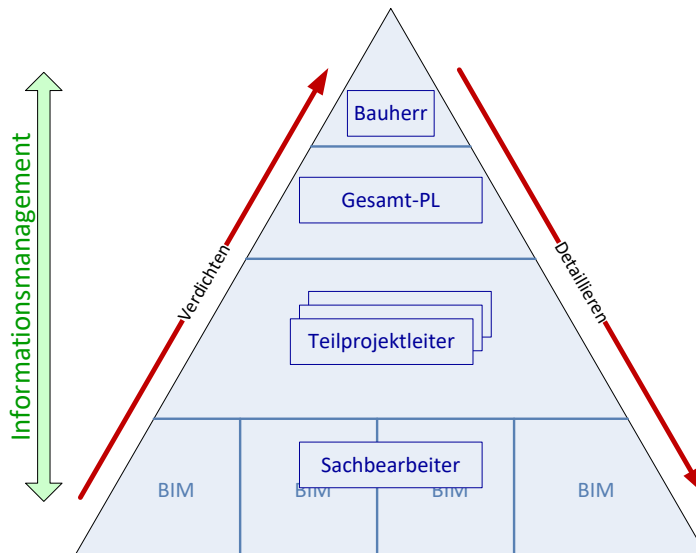 Bauherr
Gesamt-PL
Informationsmanagement
Verdichten
Detaillieren
Teilprojektleiter
Sachbearbeiter
BIM
BIM
BIM
BIM